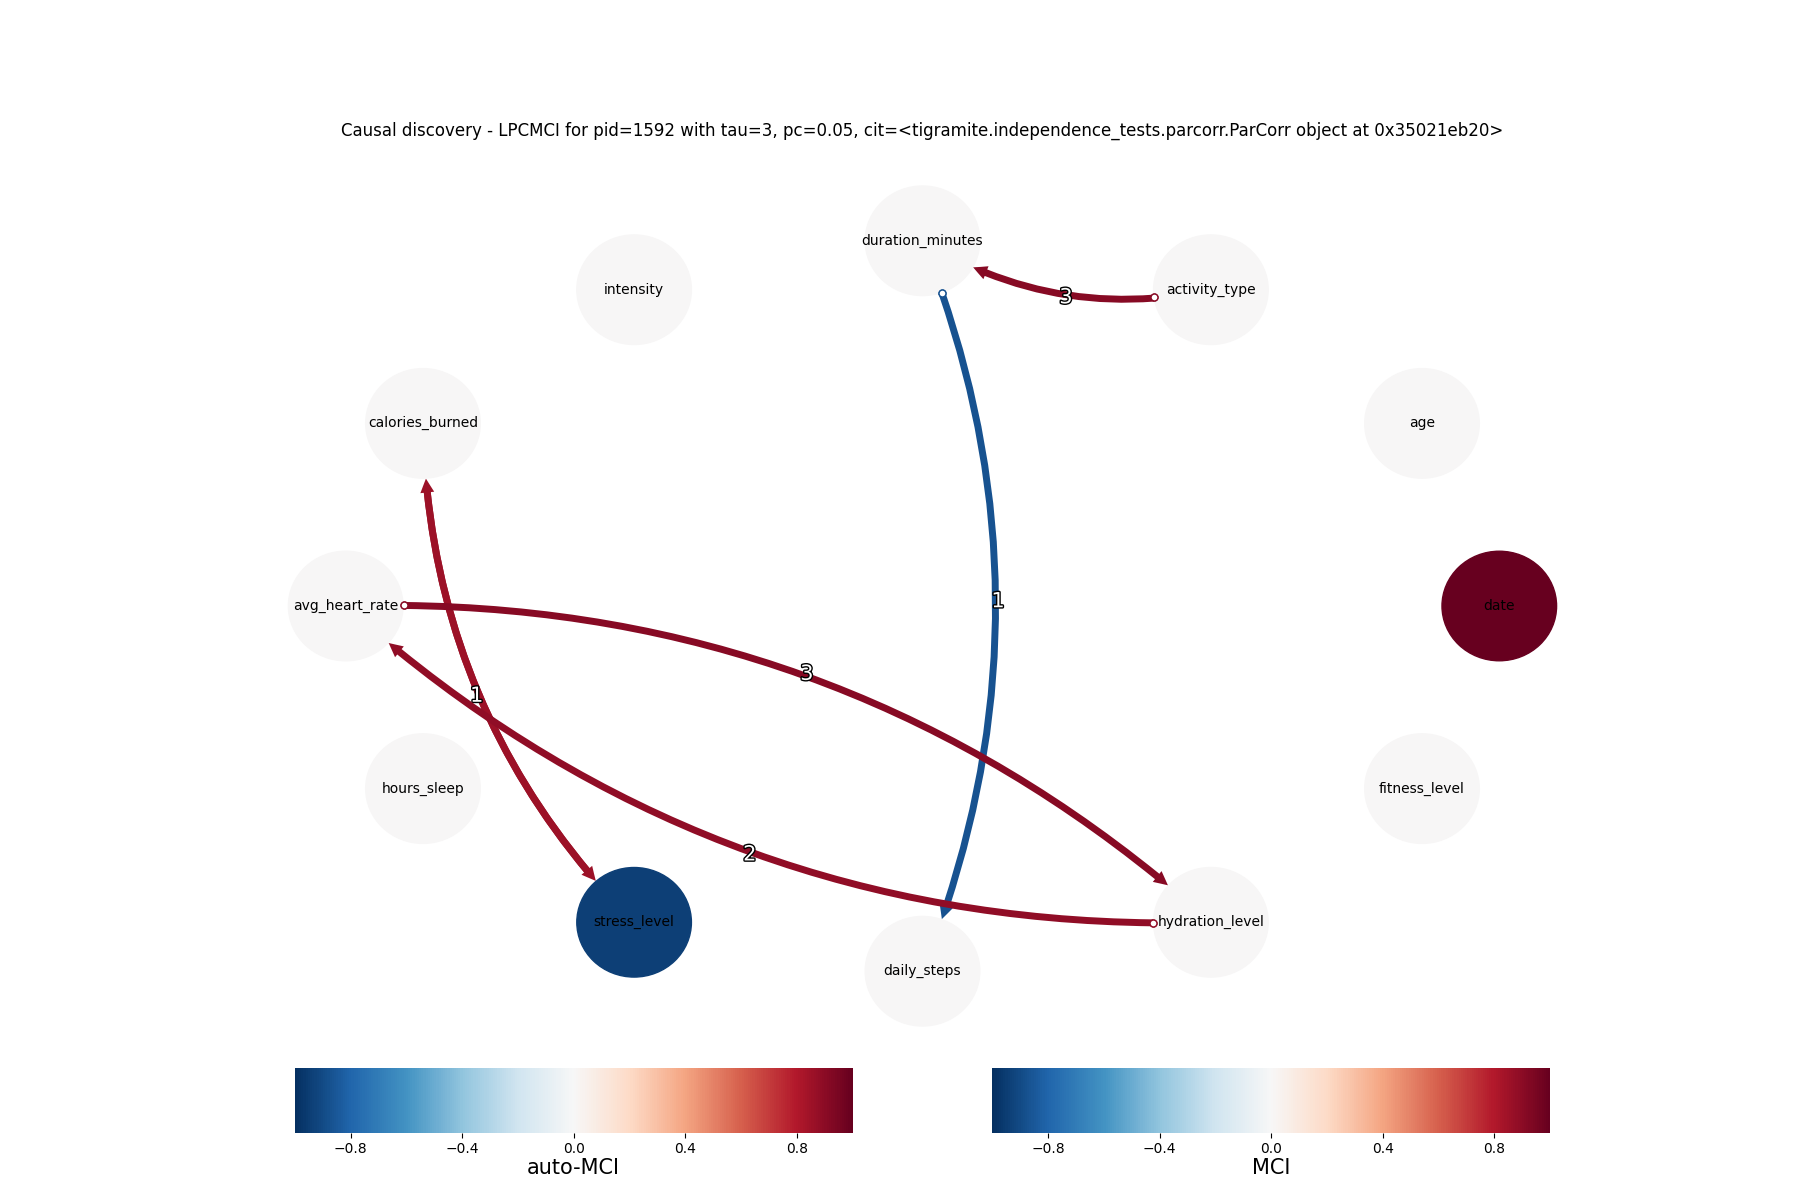 Causal discovery - LPCMCI for pid=1592 with tau=3, pc=0.05, cit=<tigramite.independence_tests.parcorr.ParCorr object at 0x35021eb20>
duration_minutes
intensity
activity_type
3
calories_burned
age
1
avg_heart_rate
date
3
1
2
hours_sleep
fitness_level
stress_level
hydration_level
daily_steps
−0.8 −0.4 0.0 0.4 0.8
auto-MCI
−0.8 −0.4 0.0 0.4 0.8
MCI